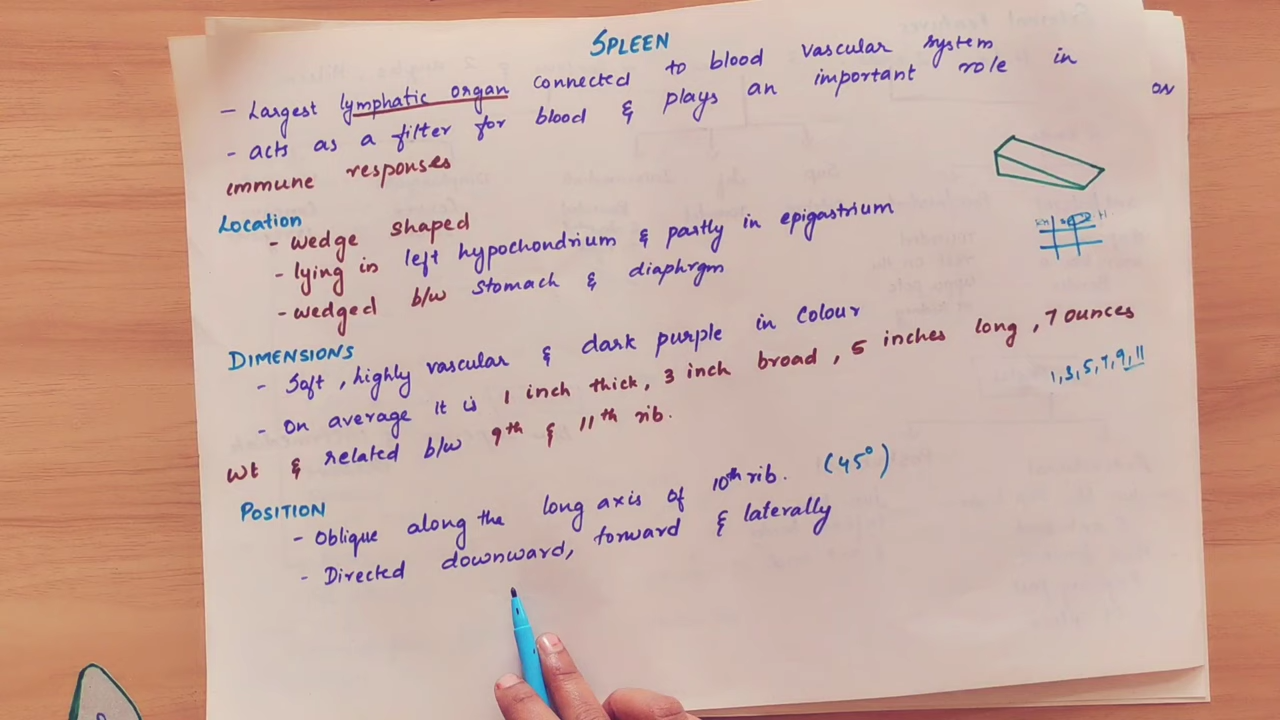 SPLEEN
- Largest lymphatic organ connected to blood vascular system
- acts as a filter for blood & plays an important role in
immune responses
on
Location
- wedge shaped
- lying in left hypochondrium & partly in epigastrium
- wedged b/w stomach & diaphrgm
DIMENSIONS
- Soft, highly vascular & dark purple in colour
- On average it is 1 inch thick, 3 inch broad, 5 inches long, 7 ounces
wt & related b/w 9th & 11th rib.
1, 3, 5, 7, 9, 11
POSITION
- Oblique along the long axis of 10th rib. (45°)
- Directed downward, forward & laterally